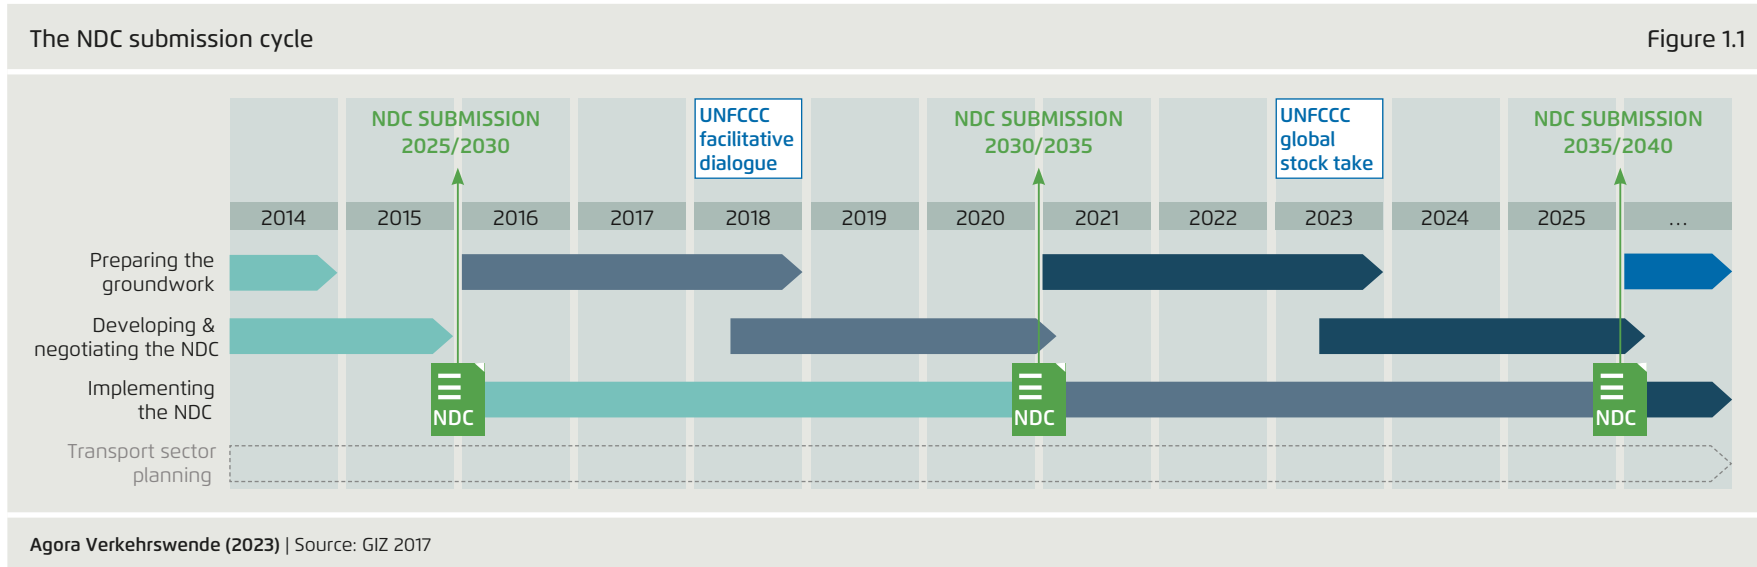 The NDC submission cycle
Figure 1.1
NDC SUBMISSION
2025/2030
UNFCCC
facilitative
dialogue
NDC SUBMISSION
2030/2035
UNFCCC
global
stock take
NDC SUBMISSION
2035/2040
2014 2015 2016 2017 2018 2019 2020 2021 2022 2023 2024 2025 ...
Preparing the
groundwork
Developing &
negotiating the NDC
Implementing
the NDC
NDC NDC NDC
Transport sector
planning
Agora Verkehrswende (2023) | Source: GIZ 2017